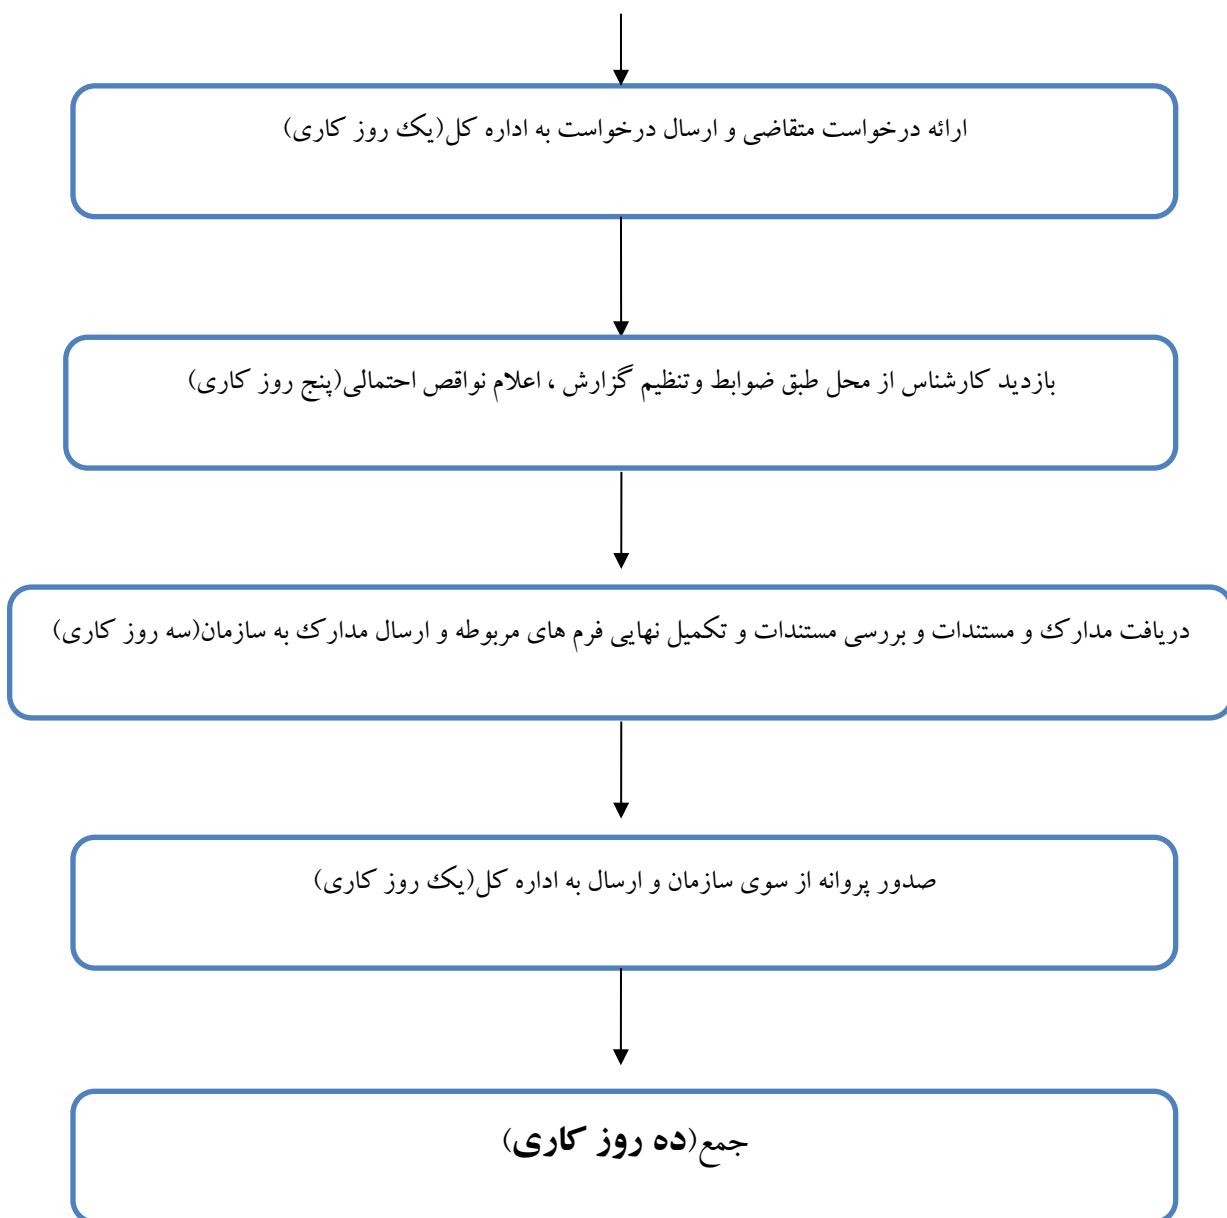 ارائه درخواست متقاضی و ارسال درخواست به اداره کل(یک روز کاری)
بازدید کارشناس از محل طبق ضوابط وتنظیم گزارش ، اعلام نواقص احتمالی(پنج روز کاری)
دریافت مدارک و مستندات و بررسی مستندات و تکمیل نهایی فرم های مربوطه و ارسال مدارک به سازمان(سه روز کاری)
صدور پروانه از سوی سازمان و ارسال به اداره کل(یک روز کاری)
جمع(ده روز کاری)